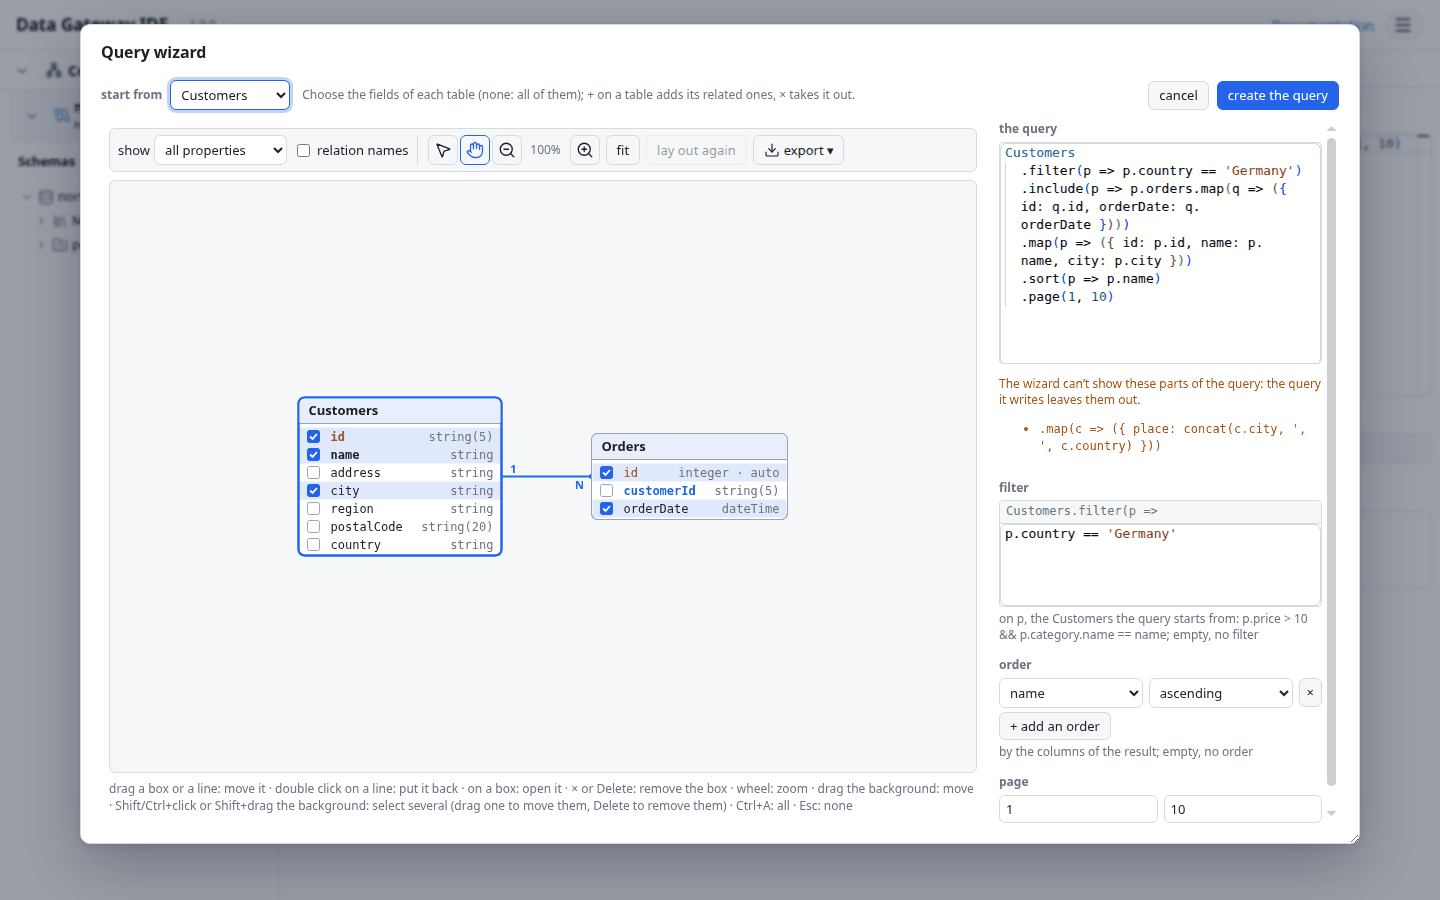 Data Gateway IDE
Documentation
Query wizard
start from
Customers
Choose the fields of each table (none: all of them); + on a table adds its related ones, × takes it out.
cancel
create the query
show
all properties
relation names
100%
fit
lay out again
export ▾
Customers
id string(5)
name string
address string
city string
region string
postalCode string(20)
country string
1
N
Orders
id integer · auto
customerId string(5)
orderDate dateTime
drag a box or a line: move it · double click on a line: put it back · on a box: open it · × or Delete: remove the box · wheel: zoom · drag the background: move
· Shift/Ctrl+click or Shift+drag the background: select several (drag one to move them, Delete to remove them) · Ctrl+A: all · Esc: none
the query
Customers
.filter(p => p.country == 'Germany')
.include(p => p.orders.map(q => ({
id: q.id, orderDate: q.
orderDate })))
.map(p => ({ id: p.id, name: p.
name, city: p.city }))
.sort(p => p.name)
.page(1, 10)
The wizard can't show these parts of the query: the query
it writes leaves them out.
• .map(c => ({ place: concat(c.city, ',
', c.country) }))
filter
Customers.filter(p =>
p.country == 'Germany'
on p, the Customers the query starts from: p.price > 10
&& p.category.name == name; empty, no filter
order
name
ascending
×
+ add an order
by the columns of the result; empty, no order
page
1
10
Schemas
, 10)